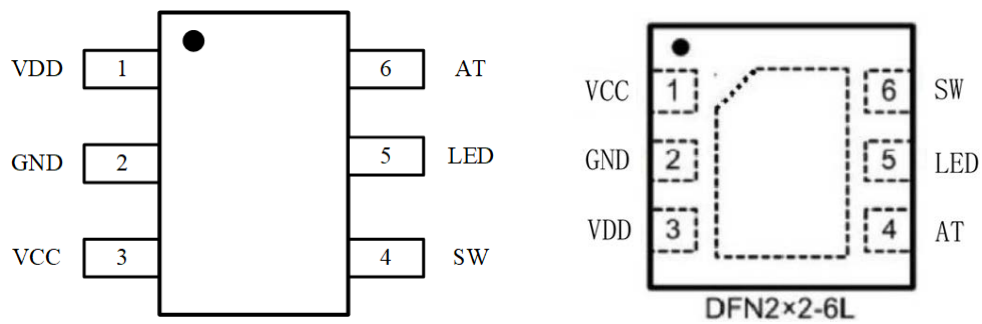 VDD 1 6 AT
GND 2 5 LED
VCC 3 4 SW
VCC 1 6 SW
GND 2 5 LED
VDD 3 4 AT
DFN2×2-6L